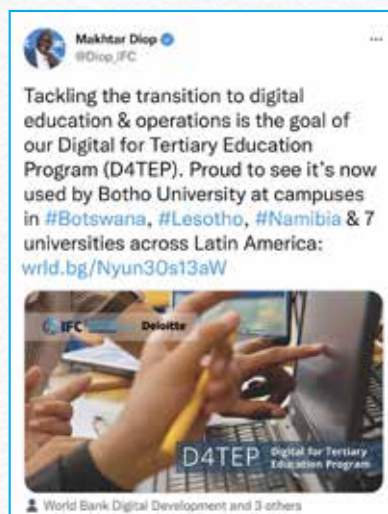 Makhtar Diop
@Diop_IFC
Tackling the transition to digital
education & operations is the goal of
our Digital for Tertiary Education
Program (D4TEP). Proud to see it's now
used by Botho University at campuses
in #Botswana, #Lesotho, #Namibia & 7
universities across Latin America:
wrld.bg/Nyun30s13aW
IFC
Deloitte
D4TEP Digital for Tertiary
Education Program
World Bank Digital Development and 3 others